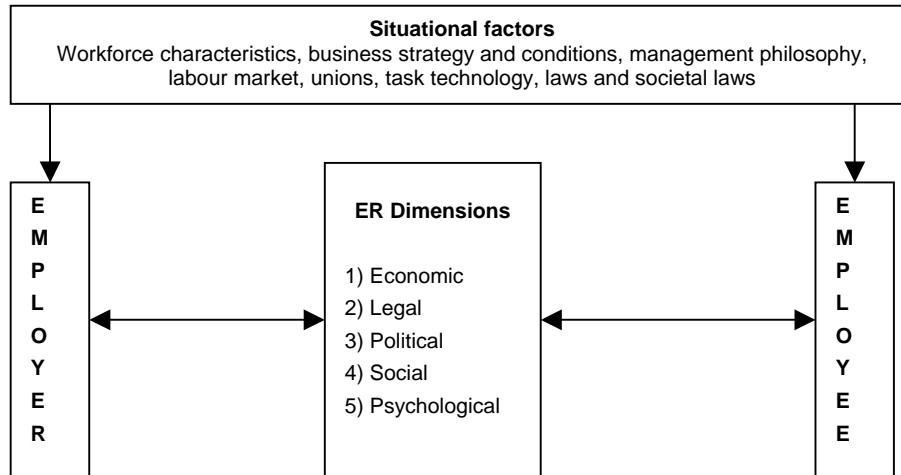 Situational factors
Workforce characteristics, business strategy and conditions, management philosophy,
labour market, unions, task technology, laws and societal laws
E
M
P
L
O
Y
E
R
ER Dimensions
1) Economic
2) Legal
3) Political
4) Social
5) Psychological
E
M
P
L
O
Y
E
E